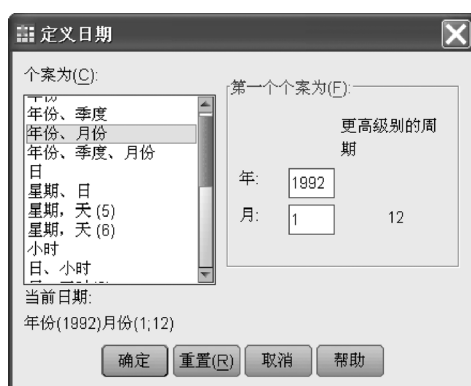 定义日期
个案为(C):
年份
年份、季度
年份、月份
年份、季度、月份
日
星期、日
星期，天(5)
星期，天(6)
小时
日、小时
第一个个案为(F):
更高级别的周
期
年: 1992
月: 1 12
当前日期:
年份(1992)月份(1;12)
确定 重置(R) 取消 帮助